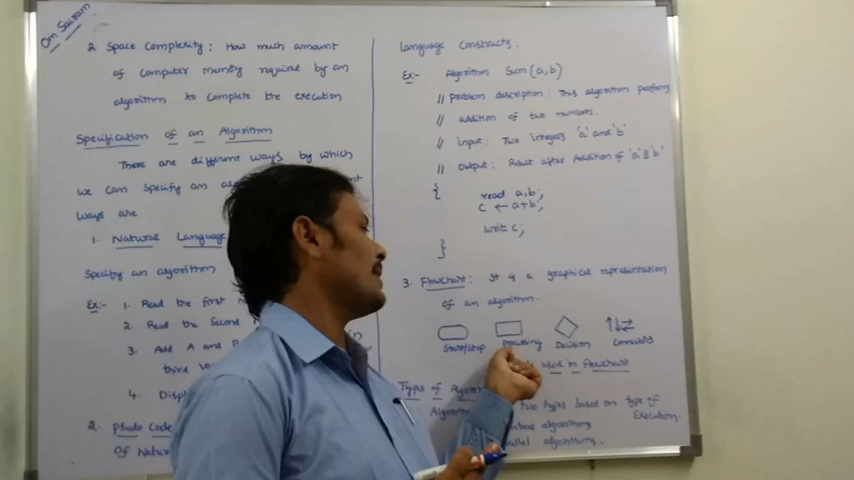 Om Sairam
2. Space Complexity: How much amount
of computer memory required by an
algorithm to complete the execution
Specification of an Algorithm
There are different ways by which
we can specify an
ways are
1. Natural Language
Specify an algorithm
Ex:- 1. Read the first
2. Read the Second
3. Add A and
third
4. Disp
2. Psudo Code
Of Natur
Language Constructs.
Ex:- Algorithm Sum(a,b)
// problem description: This algorithm performs
// addition of two numbers.
// input: Two integers 'a' and 'b'
// output: Result after Addition of 'a' & 'b'
{
read a,b;
c ← a+b;
write c;
}
3. Flowchart: It is a graphical representation
of an algorithm.
Start/Stop Processing Decision
used in flowchart
Types of
two types based on type of
Execution.
algorithms
algorithms.